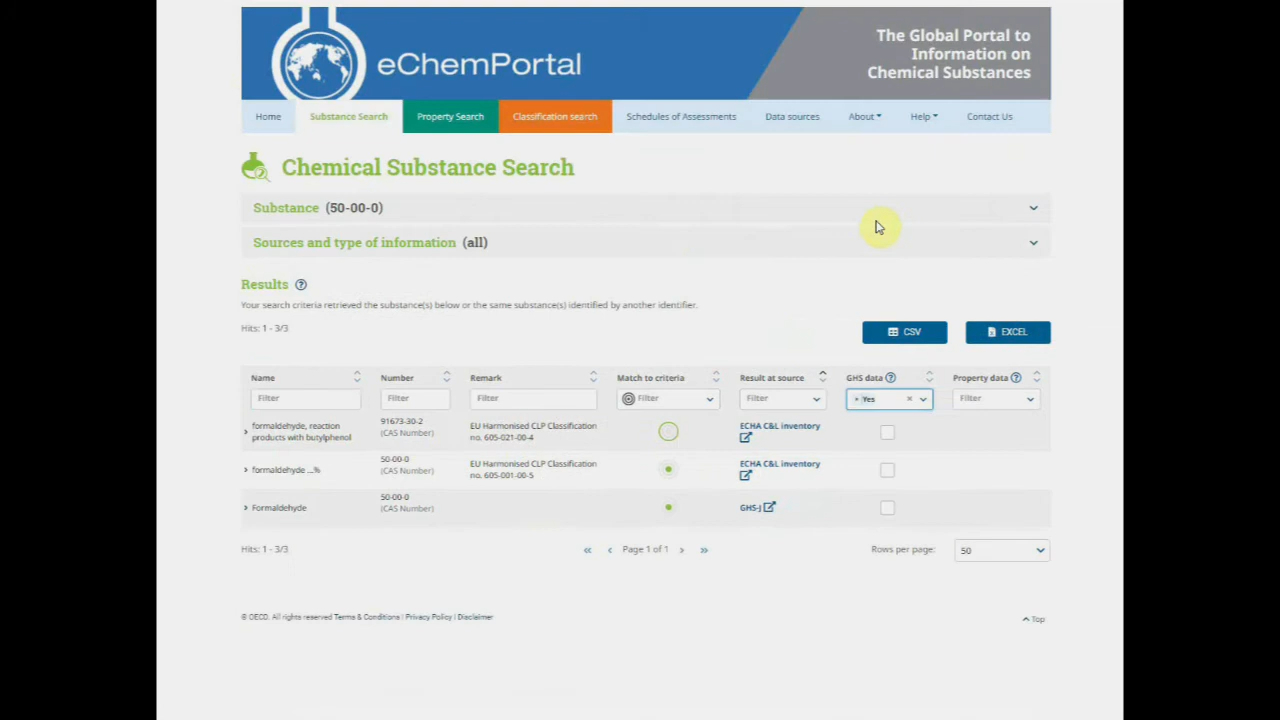 eChemPortal
The Global Portal to
Information on
Chemical Substances
Home
Substance Search
Property Search
Classification search
Schedules of Assessments
Data sources
About
Help
Contact Us
Chemical Substance Search
Substance (50-00-0)
Sources and type of information (all)
Results ?
Your search criteria retrieved the substance(s) below or the same substance(s) identified by another identifier.
Hits: 1 - 3/3
CSV
EXCEL
Name
Number
Remark
Match to criteria
Result at source
GHS data ?
Property data ?
Filter
Filter
Filter
Filter
Filter
× Yes ×
Filter
formaldehyde, reaction
products with butylphenol
91673-30-2
(CAS Number)
EU Harmonised CLP Classification
no. 605-021-00-4
ECHA C&L inventory
formaldehyde ...%
50-00-0
(CAS Number)
EU Harmonised CLP Classification
no. 605-001-00-5
ECHA C&L inventory
Formaldehyde
50-00-0
(CAS Number)
GHS-J
Hits: 1 - 3/3
« ‹ Page 1 of 1 › »
Rows per page:
50
© OECD. All rights reserved Terms & Conditions | Privacy Policy | Disclaimer
Top